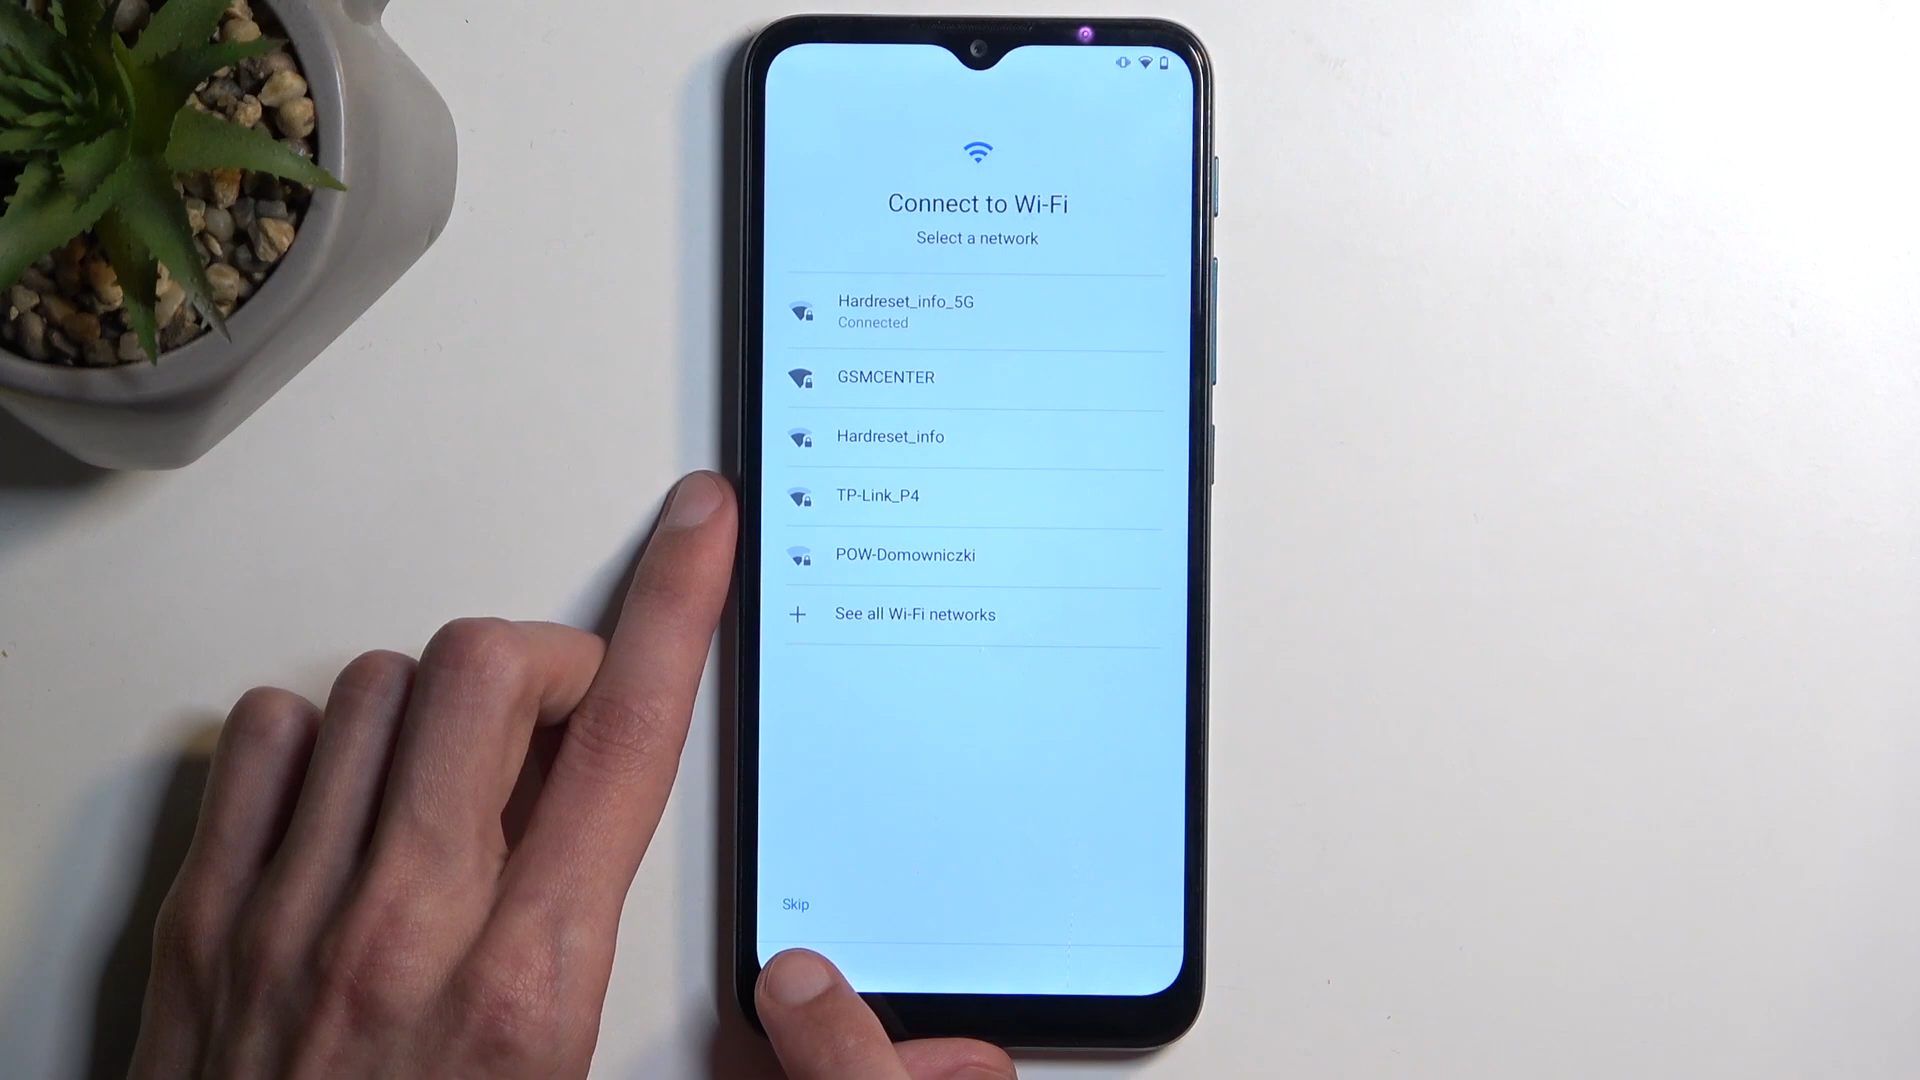 Connect to Wi-Fi
Select a network
Hardreset_info_5G
Connected
GSMCENTER
Hardreset_info
TP-Link_P4
POW-Domowniczki
See all Wi-Fi networks
Skip